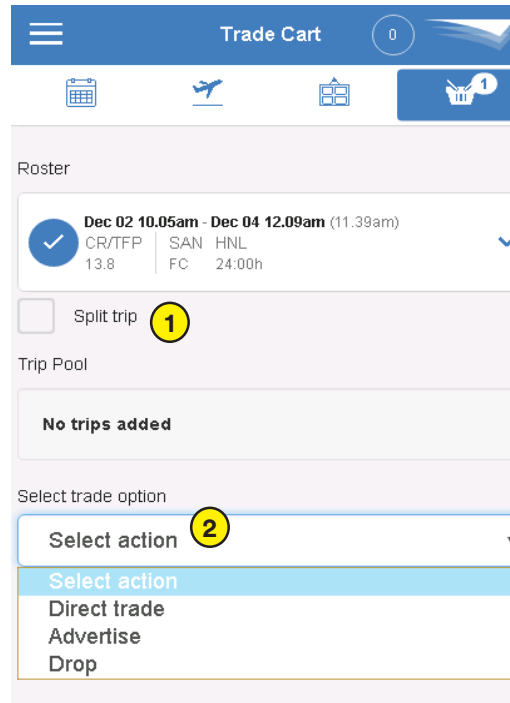 Trade Cart 0
1
Roster
Dec 02 10.05am - Dec 04 12.09am (11.39am)
CR/TFP SAN HNL
13.8 FC 24:00h
Split trip 1
Trip Pool
No trips added
Select trade option
Select action 2
Select action
Direct trade
Advertise
Drop